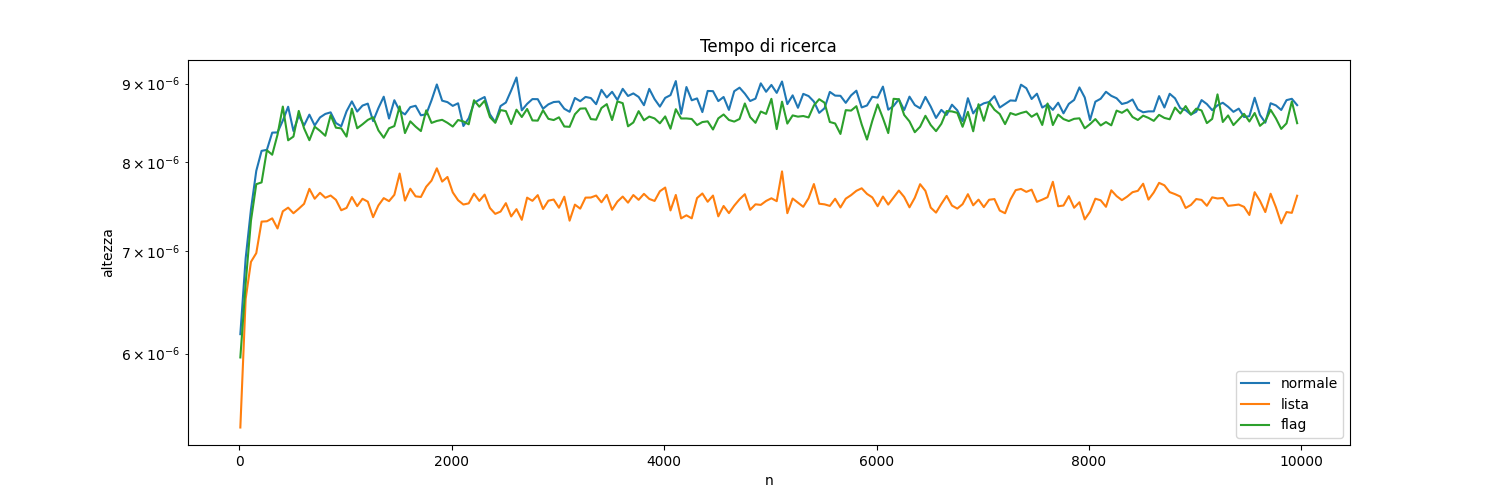 Tempo di ricerca
9 × 10⁻⁶
8 × 10⁻⁶
7 × 10⁻⁶
6 × 10⁻⁶
altezza
0 2000 4000 6000 8000 10000
n
normale
lista
flag